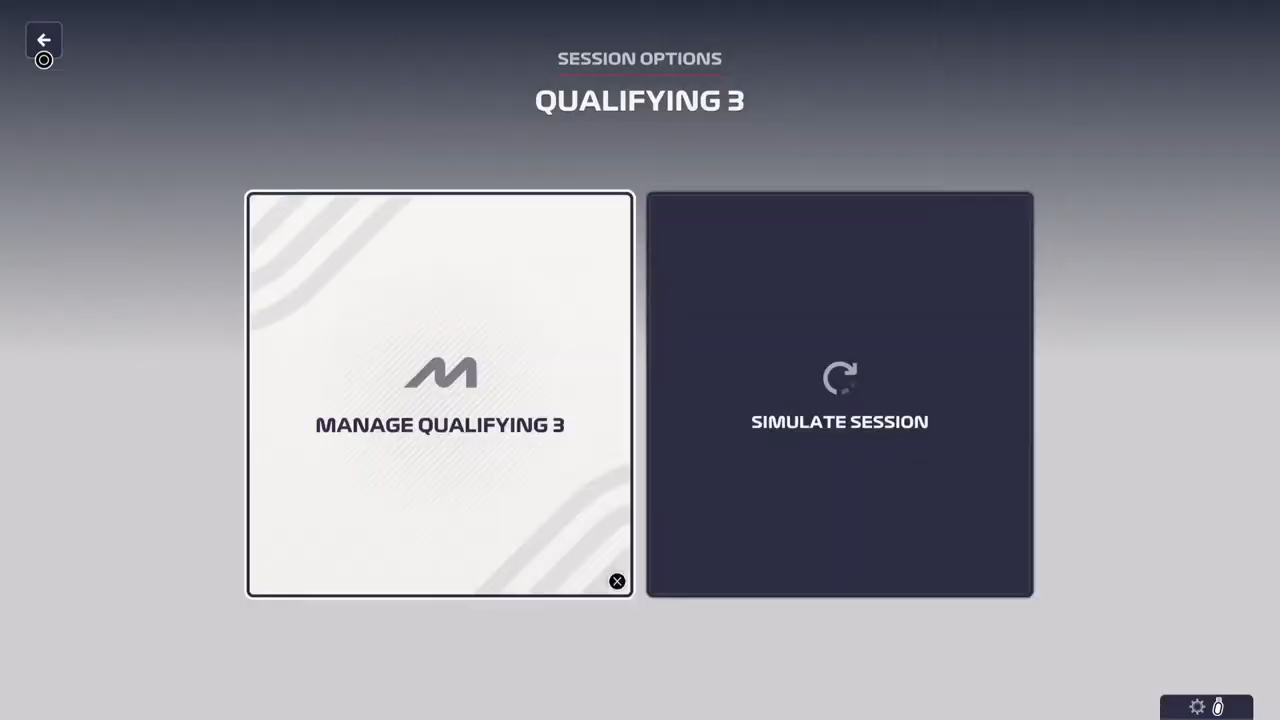 SESSION OPTIONS
QUALIFYING 3
MANAGE QUALIFYING 3
SIMULATE SESSION